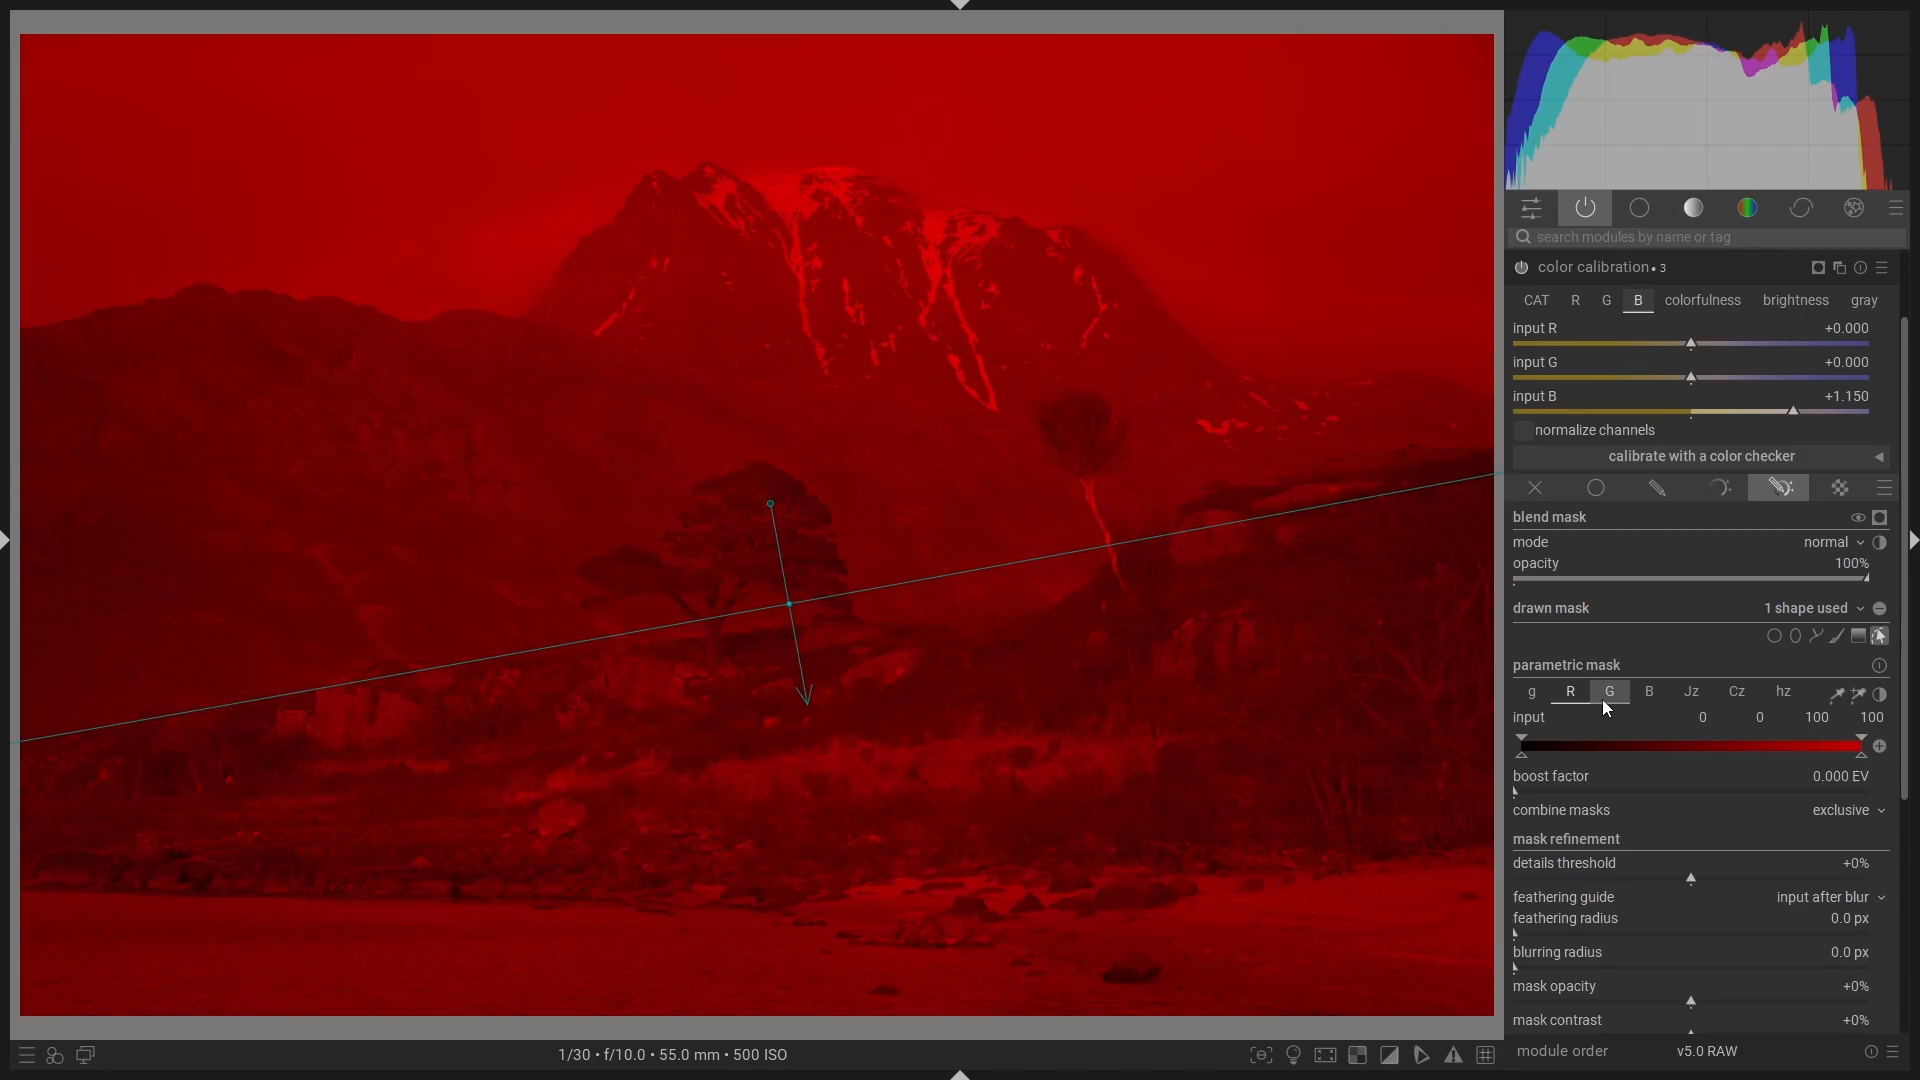 search modules by name or tag
color calibration • 3
CAT R G B colorfulness brightness gray
input R +0.000
input G +0.000
input B +1.150
normalize channels
calibrate with a color checker
blend mask
mode normal
opacity 100%
drawn mask 1 shape used
parametric mask
g R G B Jz Cz hz
input 0 0 100 100
boost factor 0.000 EV
combine masks exclusive
mask refinement
details threshold +0%
feathering guide input after blur
feathering radius 0.0 px
blurring radius 0.0 px
mask opacity +0%
mask contrast +0%
1/30 • f/10.0 • 55.0 mm • 500 ISO
module order v5.0 RAW